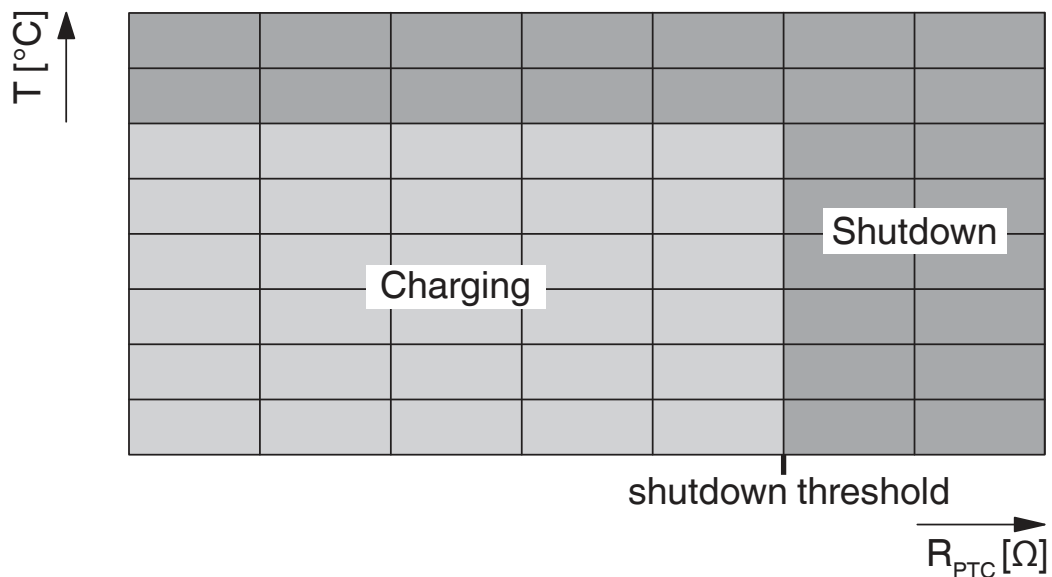 T [°C]
Shutdown
Charging
shutdown threshold
R_PTC [Ω]